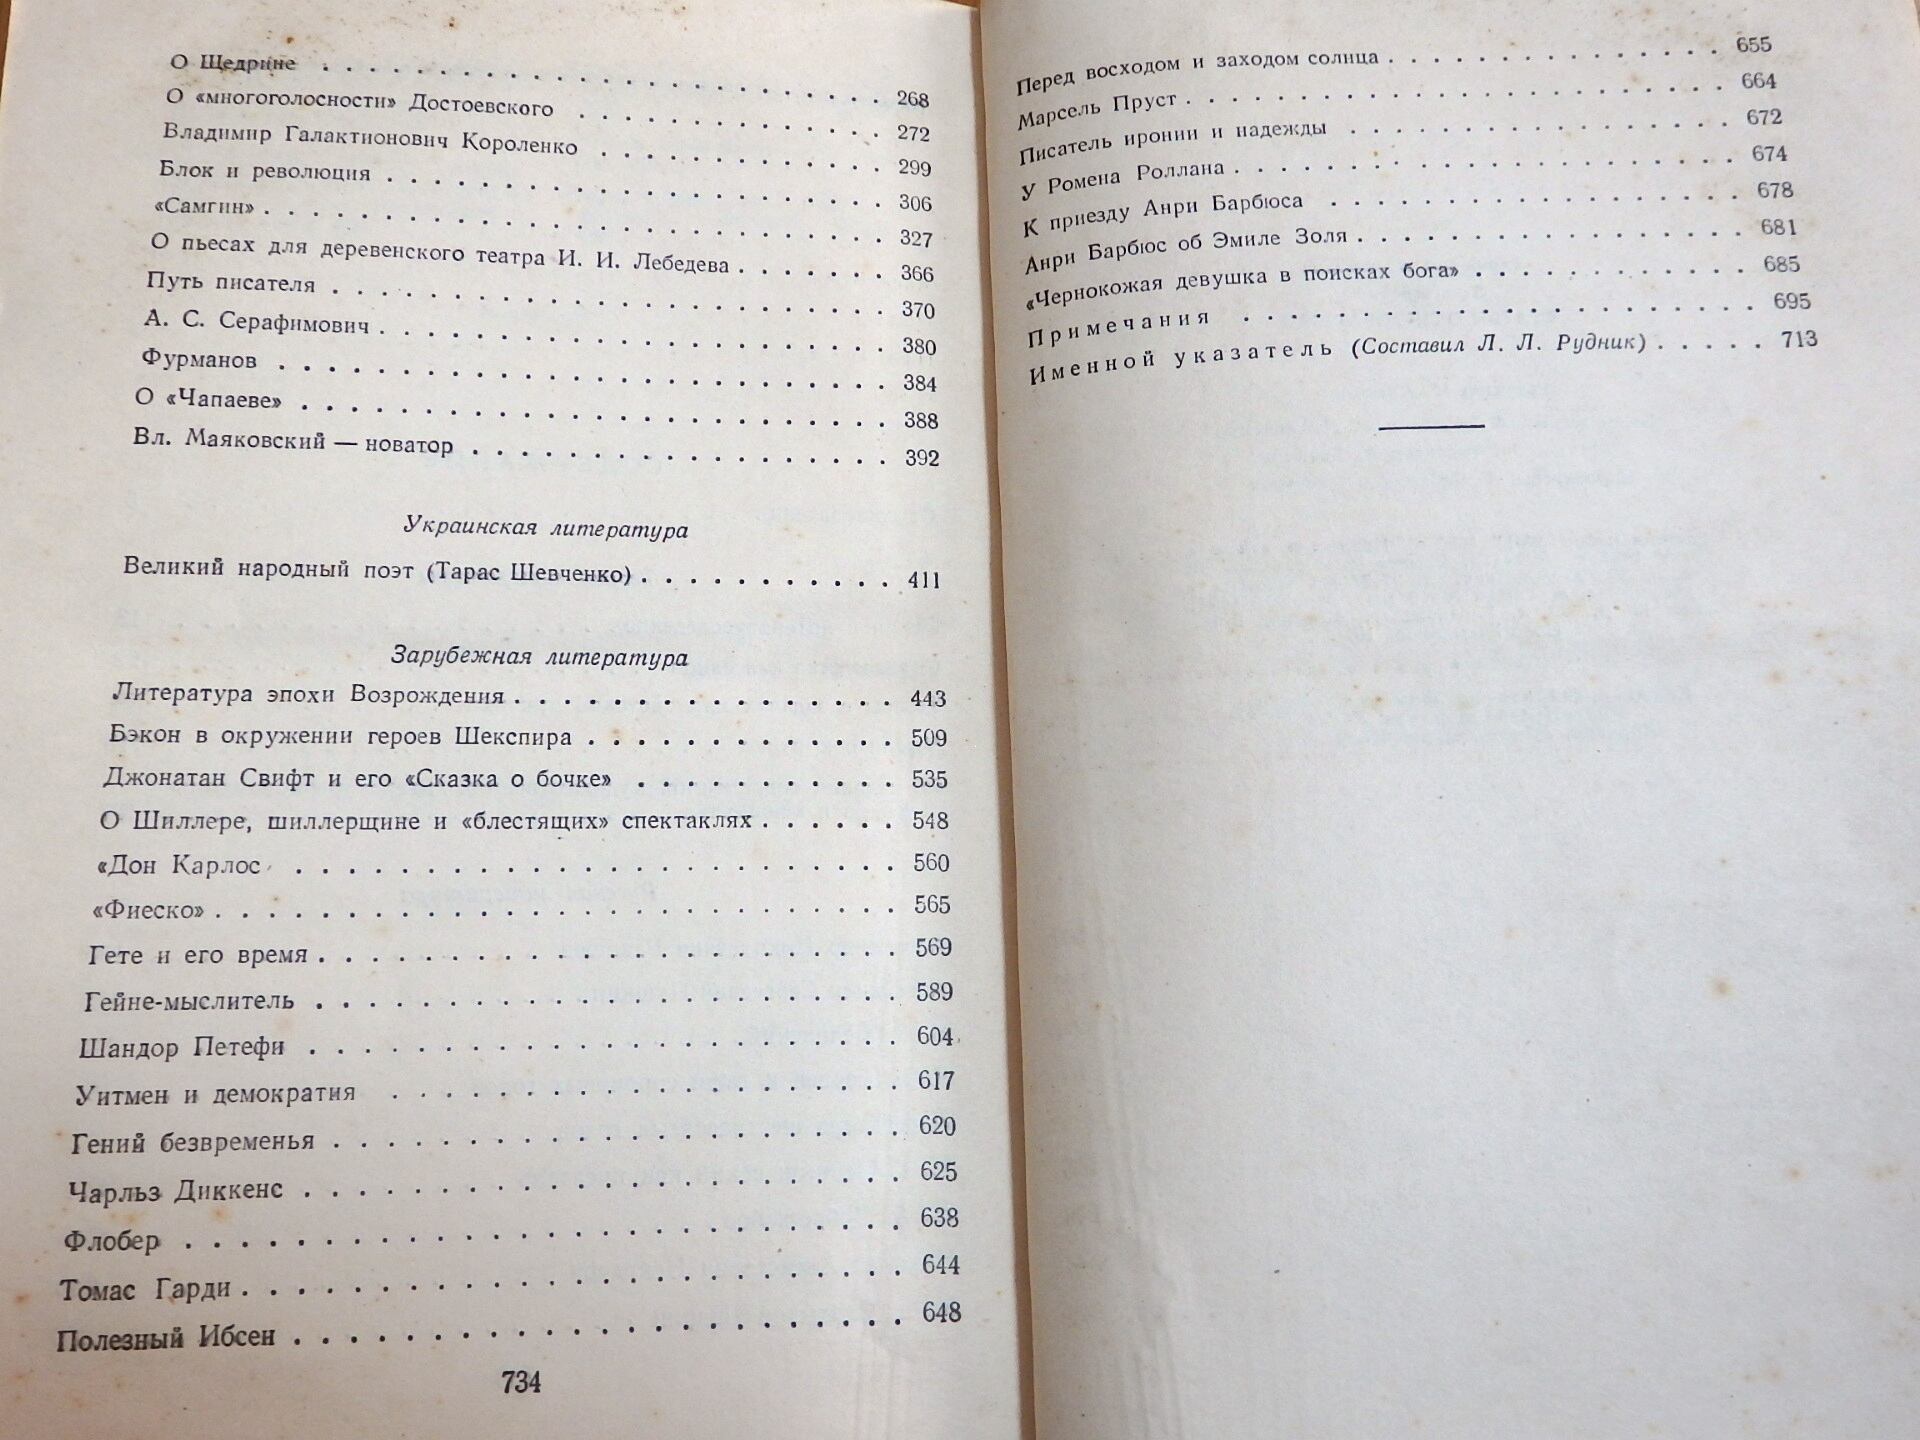 О Щедрине . . . . . . . . . . . . . . . . . . . . . . 268
О «многоголосности» Достоевского . . . . . . . . . . . . 272
Владимир Галактионович Короленко . . . . . . . . . . . 299
Блок и революция . . . . . . . . . . . . . . . . . . . 306
«Самгин» . . . . . . . . . . . . . . . . . . . . . . . . 327
О пьесах для деревенского театра И. И. Лебедева . . . . . . 366
Путь писателя . . . . . . . . . . . . . . . . . . . . . 370
А. С. Серафимович . . . . . . . . . . . . . . . . . . . 380
Фурманов . . . . . . . . . . . . . . . . . . . . . . . 384
О «Чапаеве» . . . . . . . . . . . . . . . . . . . . . . 388
Вл. Маяковский — новатор . . . . . . . . . . . . . . . . 392
Украинская литература
Великий народный поэт (Тарас Шевченко) . . . . . . . . . . 411
Зарубежная литература
Литература эпохи Возрождения . . . . . . . . . . . . . . . 443
Бэкон в окружении героев Шекспира . . . . . . . . . . . . 509
Джонатан Свифт и его «Сказка о бочке» . . . . . . . . . . 535
О Шиллере, шиллерщине и «блестящих» спектаклях . . . . . . 548
«Дон Карлос . . . . . . . . . . . . . . . . . . . . . . 560
«Фиеско» . . . . . . . . . . . . . . . . . . . . . . . . 565
Гете и его время . . . . . . . . . . . . . . . . . . . . 569
Гейне-мыслитель . . . . . . . . . . . . . . . . . . . . 589
Шандор Петефи . . . . . . . . . . . . . . . . . . . . . 604
Уитмен и демократия . . . . . . . . . . . . . . . . . . 617
Гений безвременья . . . . . . . . . . . . . . . . . . . 620
Чарльз Диккенс . . . . . . . . . . . . . . . . . . . . . 625
Флобер . . . . . . . . . . . . . . . . . . . . . . . . . 638
Томас Гарди . . . . . . . . . . . . . . . . . . . . . . 644
Полезный Ибсен . . . . . . . . . . . . . . . . . . . . . 648
734
Перед восходом и заходом солнца . . . . . . . . . . . . . 655
Марсель Пруст . . . . . . . . . . . . . . . . . . . . . 664
Писатель иронии и надежды . . . . . . . . . . . . . . . 672
У Ромена Роллана . . . . . . . . . . . . . . . . . . . . 674
К приезду Анри Барбюса . . . . . . . . . . . . . . . . . 678
Анри Барбюс об Эмиле Золя . . . . . . . . . . . . . . . 681
«Чернокожая девушка в поисках бога» . . . . . . . . . . . 685
Примечания . . . . . . . . . . . . . . . . . . . . . . 695
Именной указатель (Составил Л. Л. Рудник) . . . . . 713